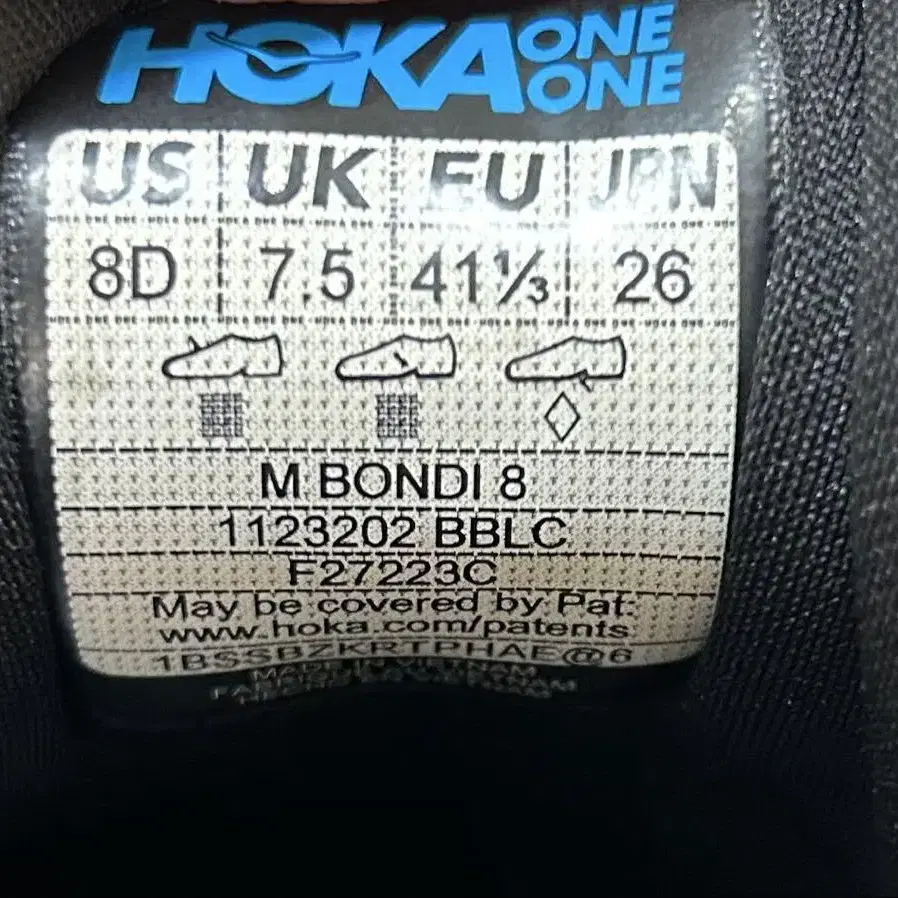 HOKA ONE ONE
US UK EU JPN
8D 7.5 41⅓ 26
M BONDI 8
1123202 BBLC
F27223C
May be covered by Pat:
www.hoka.com/patents
1BSSBZKRTPHAE@6
MADE IN VIETNAM